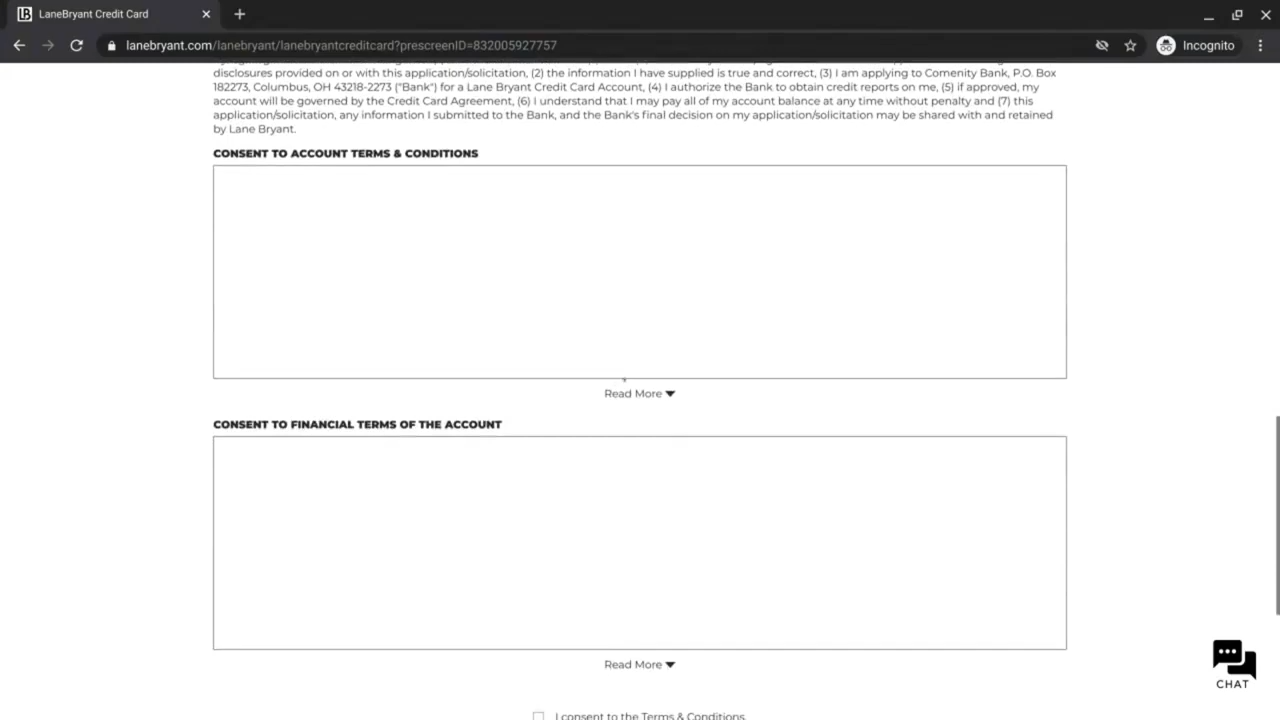 LaneBryant Credit Card
lanebryant.com/lanebryant/lanebryantcreditcard?prescreenID=832005927757
Incognito
disclosures provided on or with this application/solicitation, (2) the information I have supplied is true and correct, (3) I am applying to Comenity Bank, P.O. Box
182273, Columbus, OH 43218-2273 ("Bank") for a Lane Bryant Credit Card Account, (4) I authorize the Bank to obtain credit reports on me, (5) if approved, my
account will be governed by the Credit Card Agreement, (6) I understand that I may pay all of my account balance at any time without penalty and (7) this
application/solicitation, any information I submitted to the Bank, and the Bank's final decision on my application/solicitation may be shared with and retained
by Lane Bryant.
CONSENT TO ACCOUNT TERMS & CONDITIONS
Read More
CONSENT TO FINANCIAL TERMS OF THE ACCOUNT
Read More
CHAT
I consent to the Terms & Conditions.